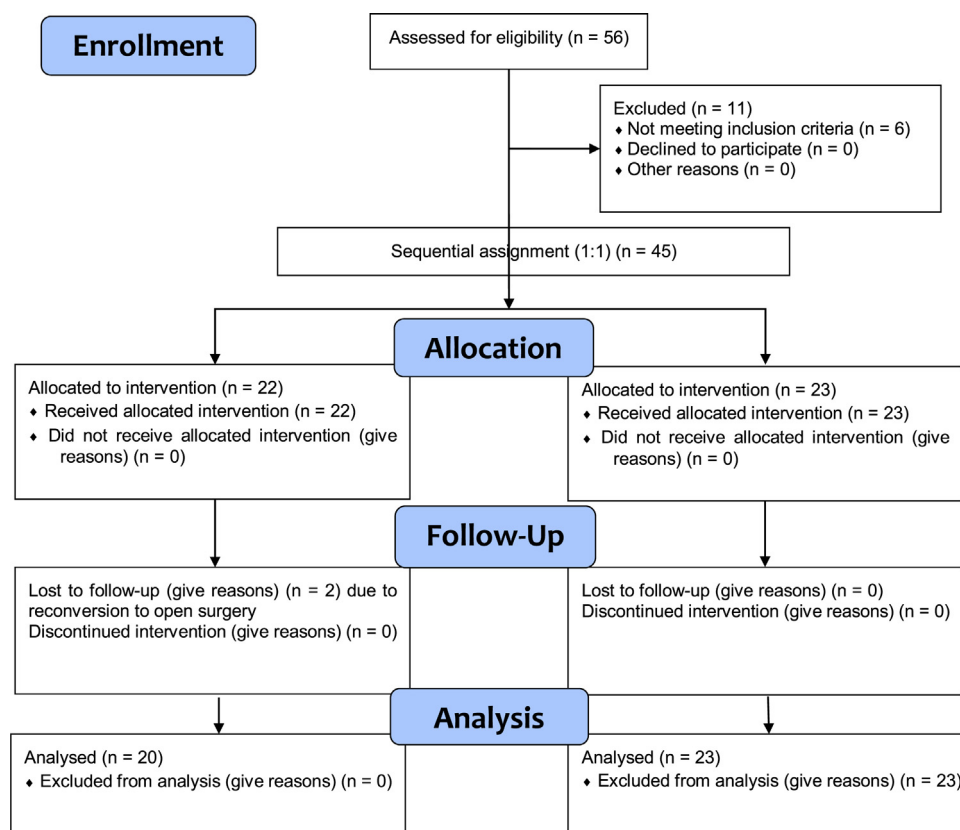 Enrollment
Assessed for eligibility (n = 56)
Excluded (n = 11)
♦ Not meeting inclusion criteria (n = 6)
♦ Declined to participate (n = 0)
♦ Other reasons (n = 0)
Sequential assignment (1:1) (n = 45)
Allocation
Allocated to intervention (n = 22)
♦ Received allocated intervention (n = 22)
♦ Did not receive allocated intervention (give
reasons) (n = 0)
Allocated to intervention (n = 23)
♦ Received allocated intervention (n = 23)
♦ Did not receive allocated intervention (give
reasons) (n = 0)
Follow-Up
Lost to follow-up (give reasons) (n = 2) due to
reconversion to open surgery
Discontinued intervention (give reasons) (n = 0)
Lost to follow-up (give reasons) (n = 0)
Discontinued intervention (give reasons) (n = 0)
Analysis
Analysed (n = 20)
♦ Excluded from analysis (give reasons) (n = 0)
Analysed (n = 23)
♦ Excluded from analysis (give reasons) (n = 23)